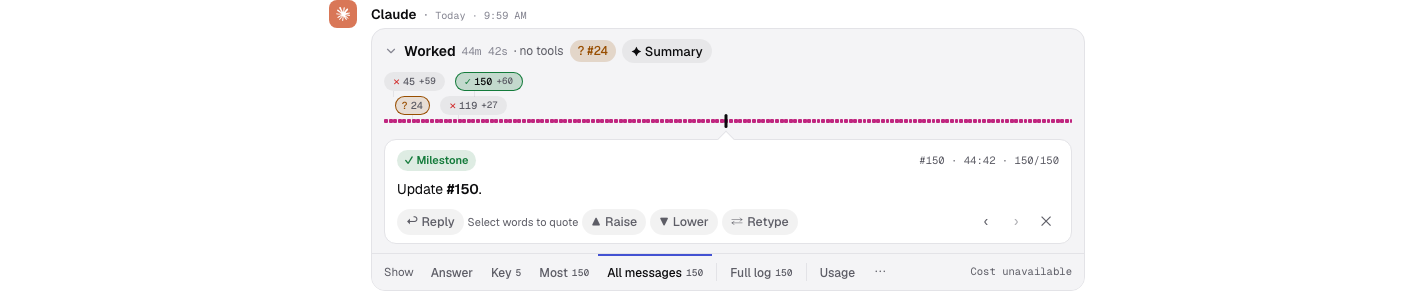 Claude · Today · 9:59 AM
Worked 44m 42s · no tools ? #24 ✦ Summary
× 45 +59 ✓ 150 +60
? 24 × 119 +27
✓ Milestone #150 · 44:42 · 150/150
Update #150.
↩ Reply Select words to quote ▲ Raise ▼ Lower ⇄ Retype ‹ › ×
Show Answer Key 5 Most 150 All messages 150 Full log 150 Usage ··· Cost unavailable